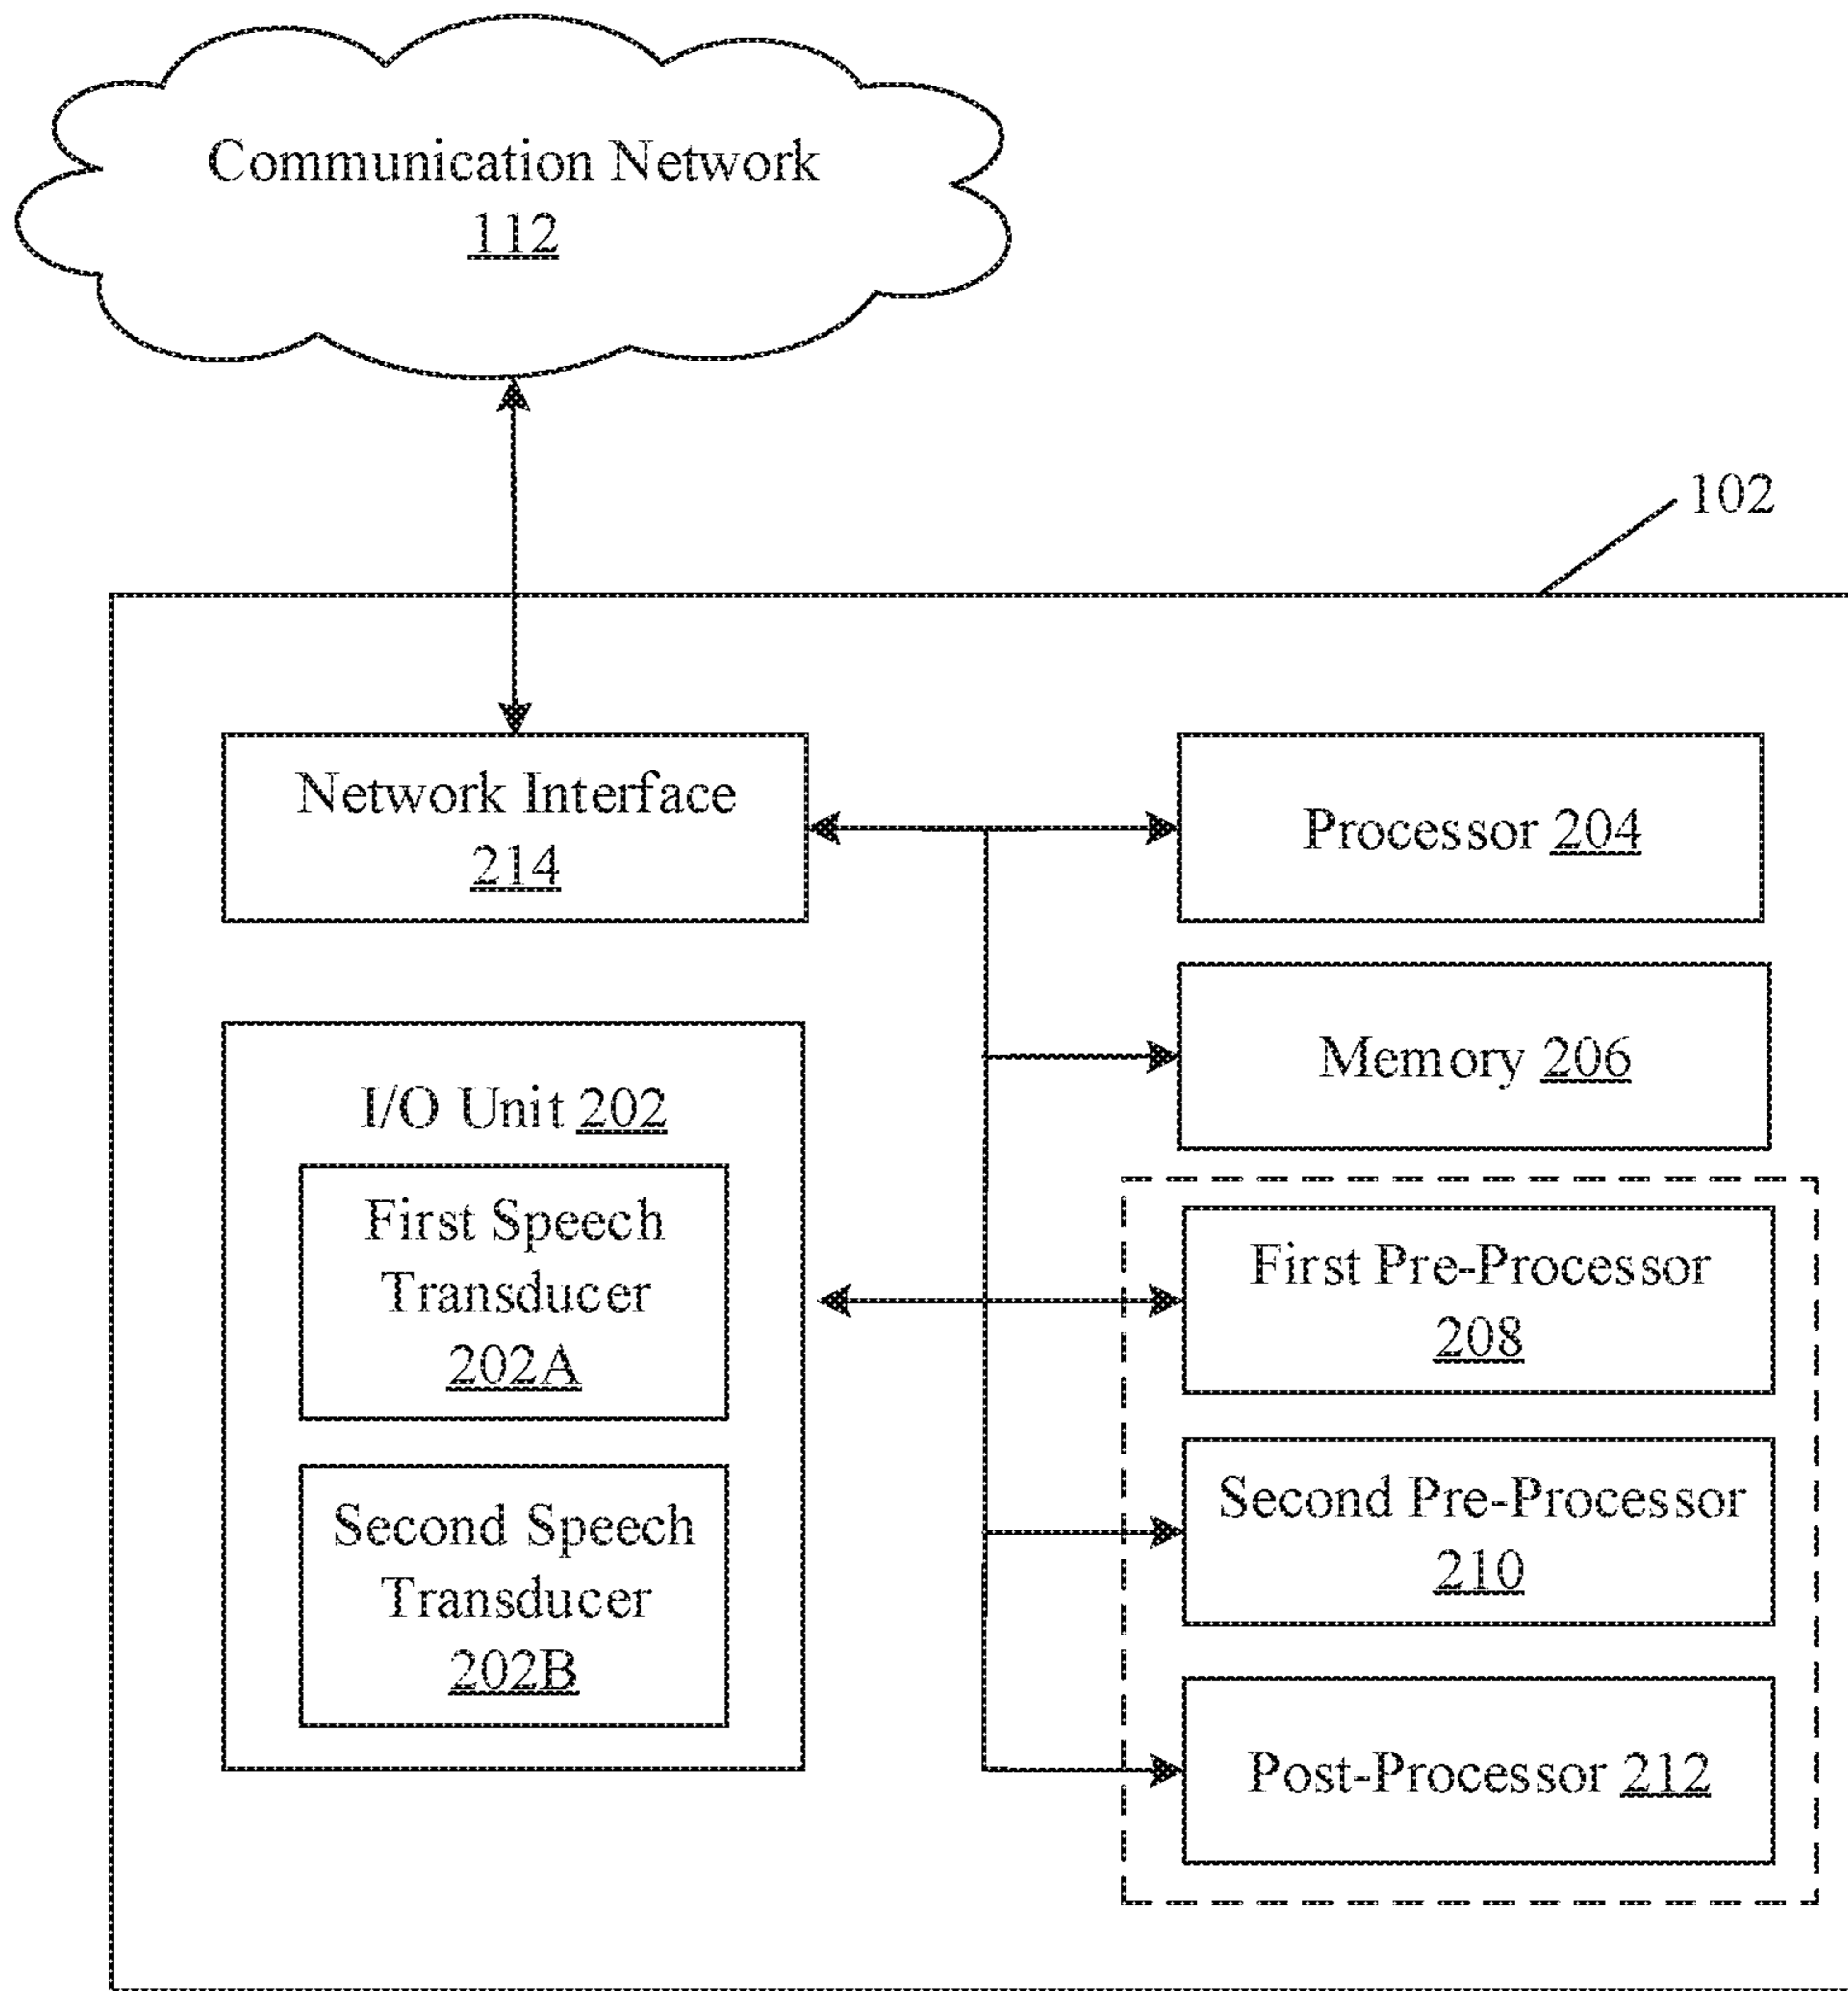 Communication Network
112
102
Network Interface
214
Processor 204
Memory 206
I/O Unit 202
First Speech
Transducer
202A
Second Speech
Transducer
202B
First Pre-Processor
208
Second Pre-Processor
210
Post-Processor 212